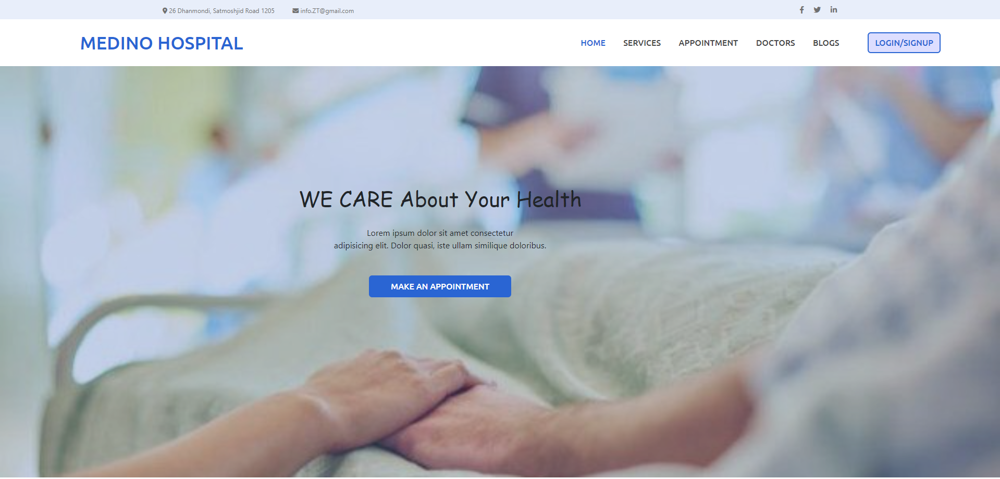 26 Dhanmondi, Satmoshjid Road 1205 info.ZT@gmail.com
MEDINO HOSPITAL HOME SERVICES APPOINTMENT DOCTORS BLOGS LOGIN/SIGNUP
WE CARE About Your Health
Lorem ipsum dolor sit amet consectetur
adipisicing elit. Dolor quasi, iste ullam similique doloribus.
MAKE AN APPOINTMENT